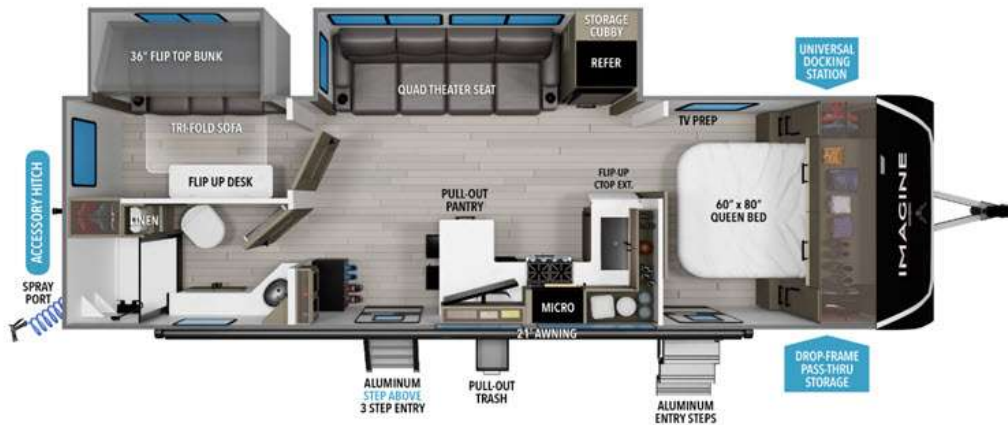 36" FLIP TOP BUNK
TRI-FOLD SOFA
FLIP UP DESK
LINEN
ACCESSORY HITCH
SPRAY
PORT
QUAD THEATER SEAT
STORAGE
CUBBY
REFER
TV PREP
UNIVERSAL
DOCKING
STATION
PULL-OUT
PANTRY
FLIP-UP
CTOP EXT.
60" x 80"
QUEEN BED
IMAGINE
MICRO
21' AWNING
ALUMINUM
STEP ABOVE
3 STEP ENTRY
PULL-OUT
TRASH
ALUMINUM
ENTRY STEPS
DROP-FRAME
PASS-THRU
STORAGE